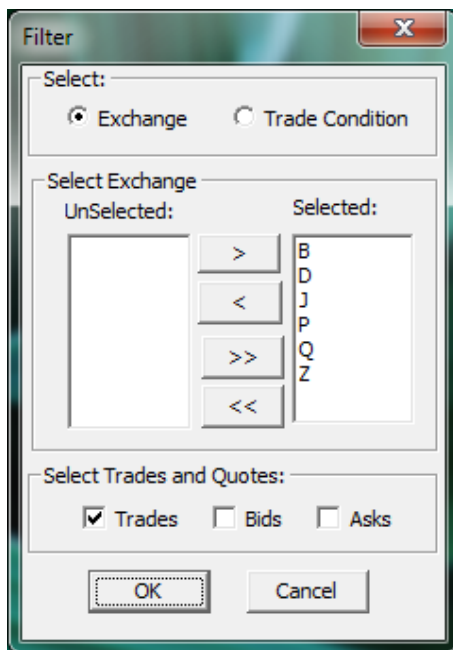 Filter
Select:
Exchange Trade Condition
Select Exchange
UnSelected: Selected:
>
<
>>
<<
B
D
J
P
Q
Z
Select Trades and Quotes:
Trades Bids Asks
OK Cancel